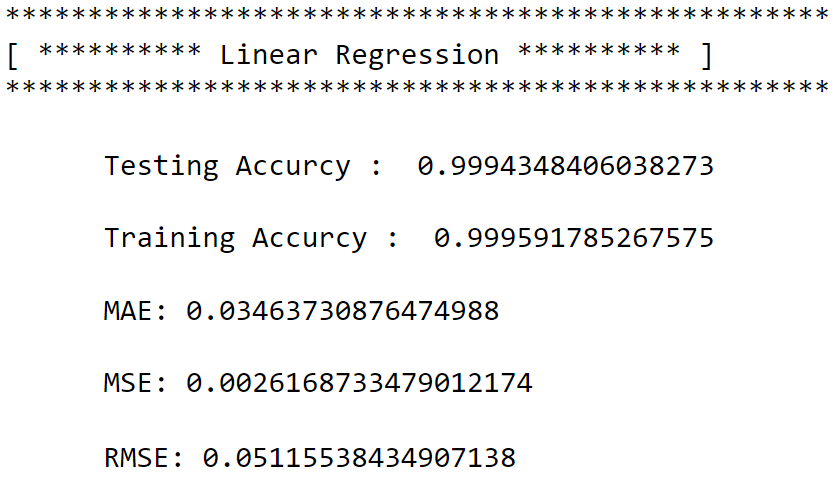 **************************************************
[ ********** Linear Regression ********** ]
**************************************************
Testing Accurcy :  0.9994348406038273
Training Accurcy :  0.999591785267575
MAE: 0.03463730876474988
MSE: 0.0026168733479012174
RMSE: 0.05115538434907138